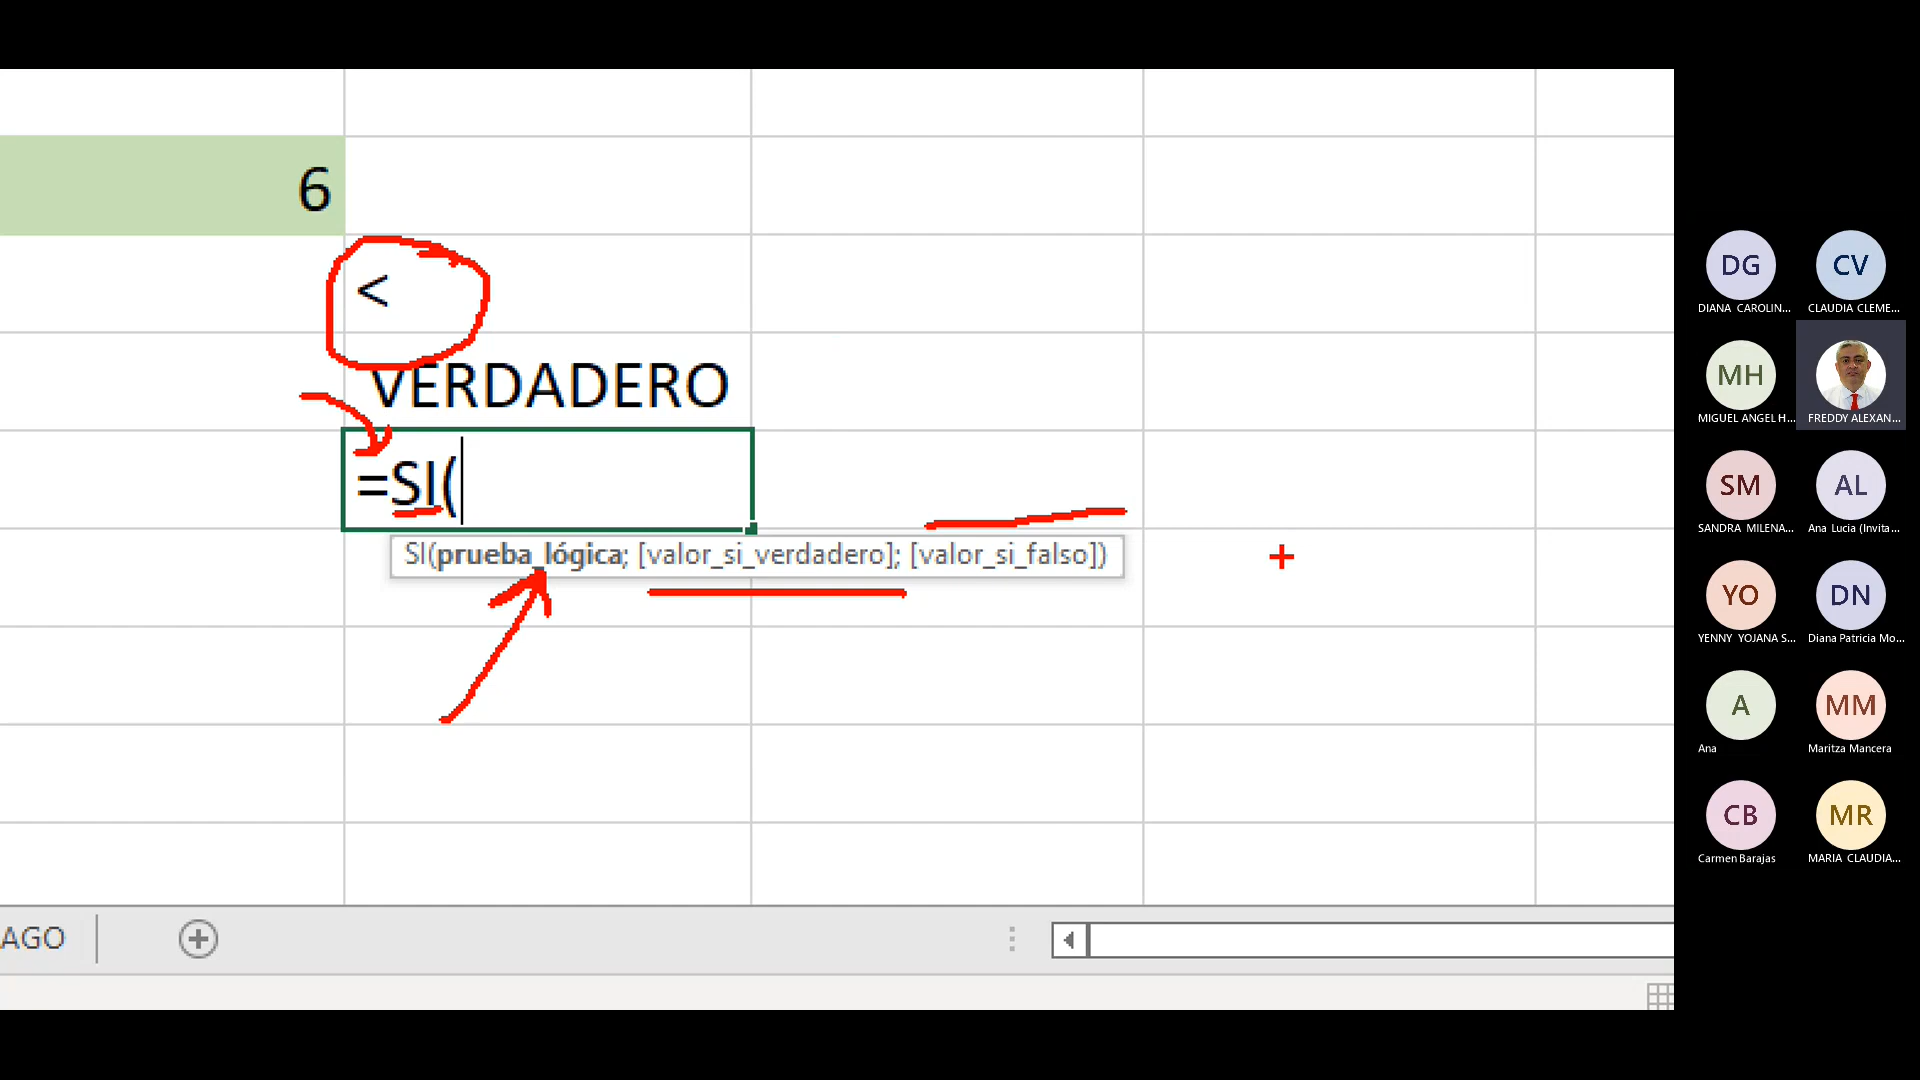 6
<
VERDADERO
=SI(
SI(prueba_lógica; [valor_si_verdadero]; [valor_si_falso])
AGO
DG
DIANA CAROLIN...
CV
CLAUDIA CLEME...
MH
MIGUEL ANGEL H...
FREDDY ALEXAN...
SM
SANDRA MILENA...
AL
Ana Lucia (Invita...
YO
YENNY YOJANA S...
DN
Diana Patricia Mo...
A
Ana
MM
Maritza Mancera
CB
Carmen Barajas
MR
MARIA CLAUDIA...